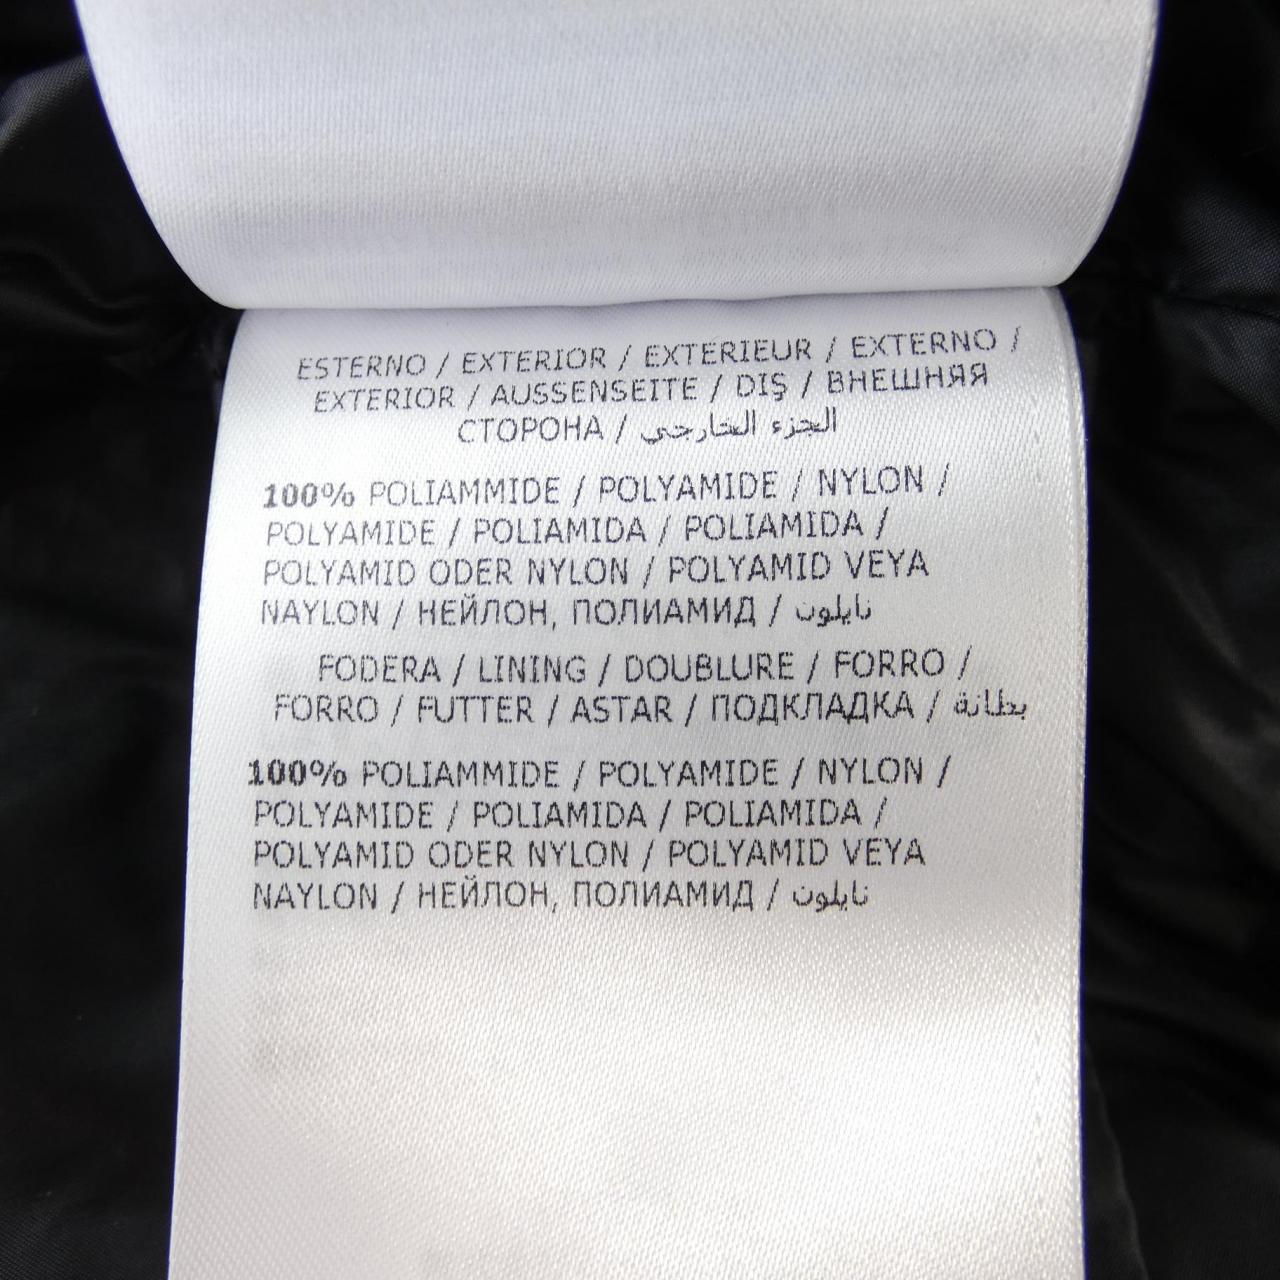 ESTERNO / EXTERIOR / EXTERIEUR / EXTERNO /
EXTERIOR / AUSSENSEITE / DIŞ / ВНЕШНЯЯ
СТОРОНА / الجزء الخارجي
100% POLIAMMIDE / POLYAMIDE / NYLON /
POLYAMIDE / POLIAMIDA / POLIAMIDA /
POLYAMID ODER NYLON / POLYAMID VEYA
NAYLON / НЕЙЛОН, ПОЛИАМИД / نايلون
FODERA / LINING / DOUBLURE / FORRO /
FORRO / FUTTER / ASTAR / ПОДКЛАДКА / بطانة
100% POLIAMMIDE / POLYAMIDE / NYLON /
POLYAMIDE / POLIAMIDA / POLIAMIDA /
POLYAMID ODER NYLON / POLYAMID VEYA
NAYLON / НЕЙЛОН, ПОЛИАМИД / نايلون